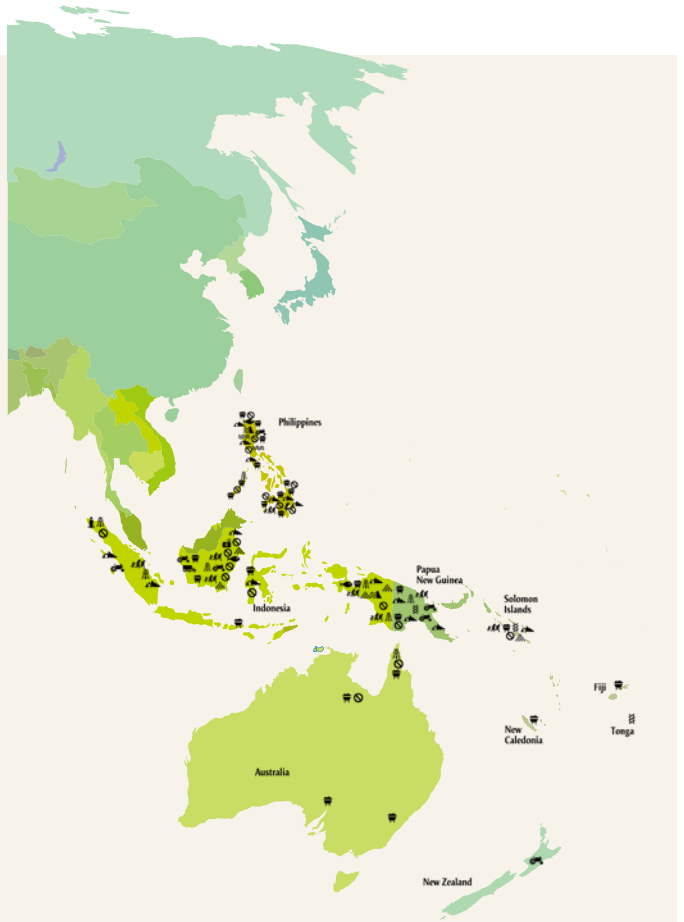 Philippines
Papua
New Guinea
Solomon
Islands
Indonesia
Fiji
New
Caledonia
Tonga
Australia
New Zealand